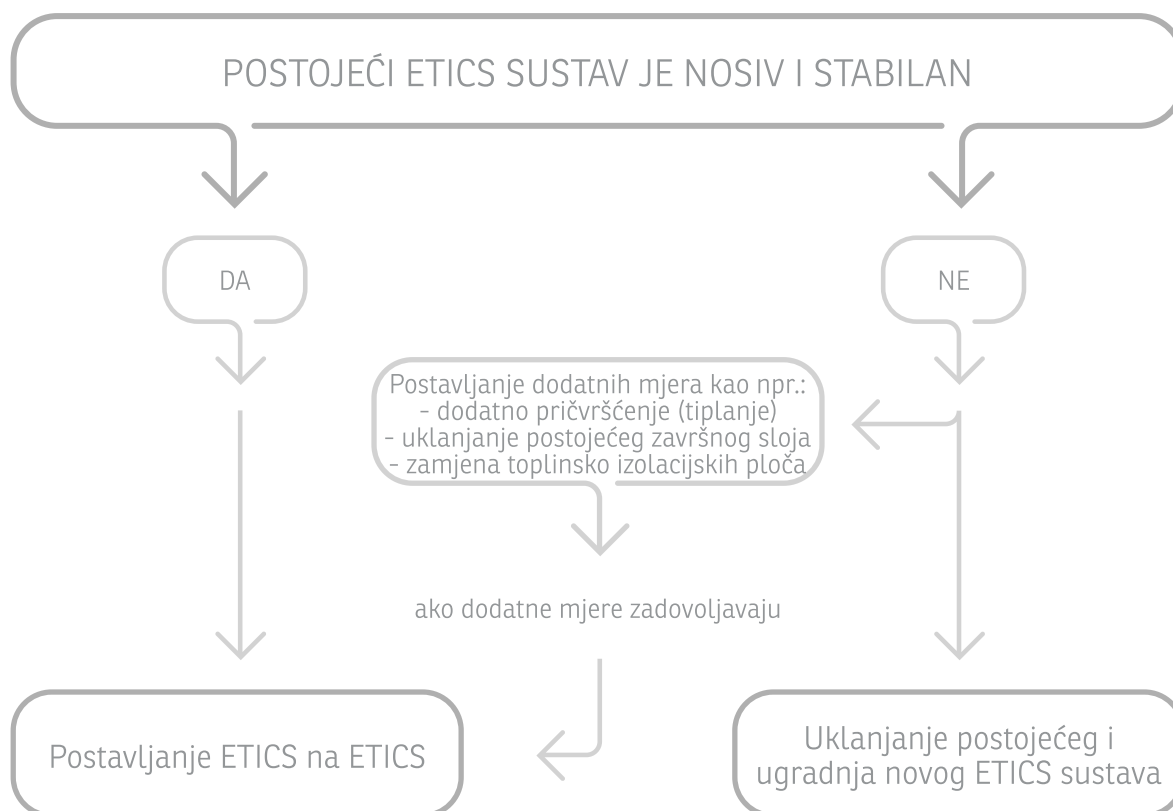 POSTOJEĆI ETICS SUSTAV JE NOSIV I STABILAN
DA
NE
Postavljanje dodatnih mjera kao npr.:
- dodatno pričvršćenje (tiplanje)
- uklanjanje postojećeg završnog sloja
- zamjena toplinsko izolacijskih ploča
ako dodatne mjere zadovoljavaju
Postavljanje ETICS na ETICS
Uklanjanje postojećeg i
ugradnja novog ETICS sustava